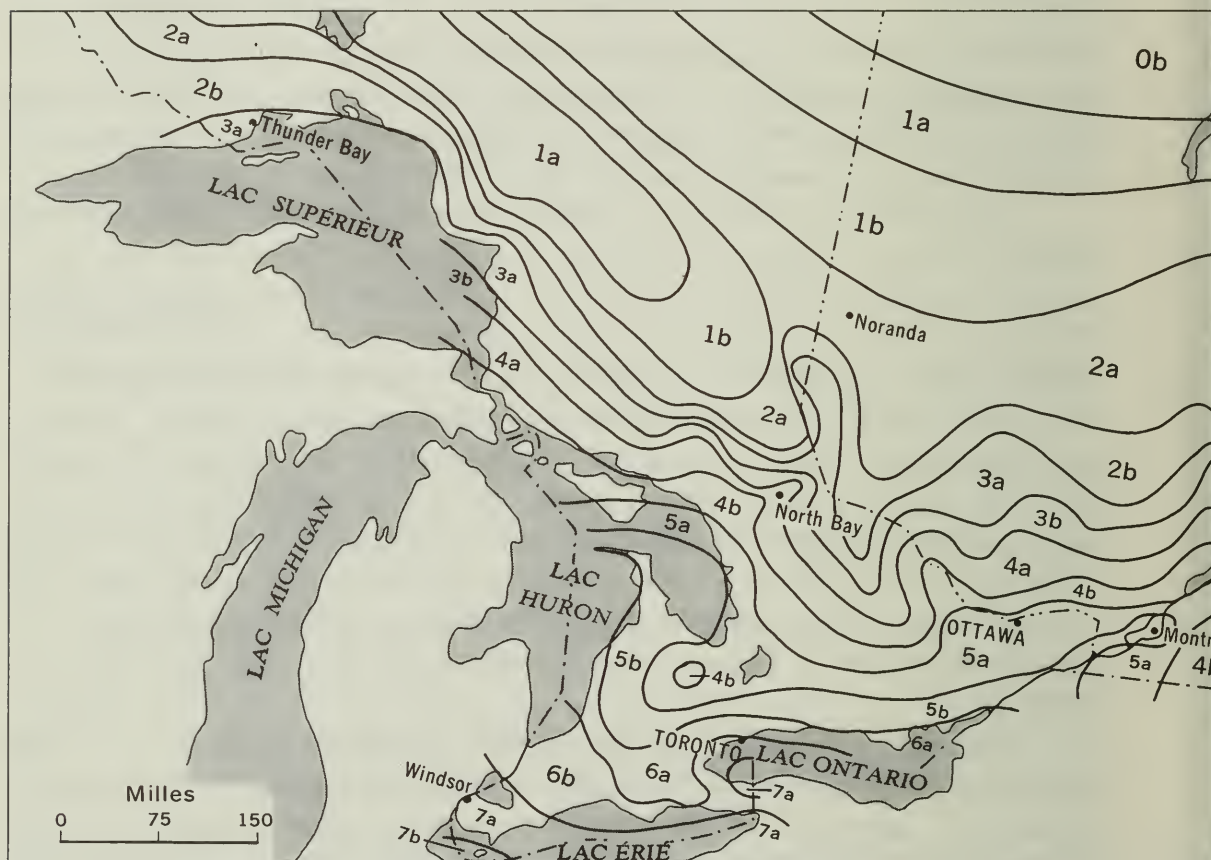 2a
0b
2b
1a
3a
Thunder Bay
1a
LAC SUPÉRIEUR
1b
3b
3a
Noranda
1b
4a
2a
2a
2b
3a
4b
North Bay
3b
5a
LAC MICHIGAN
LAC
HURON
4a
4b
OTTAWA
Montr
5a
5a
4b
5b
4b
5b
TORONTO
LAC ONTARIO
6a
6b
6a
Windsor
7a
7a
7a
7b
LAC ÉRIÉ
Milles
0 75 150